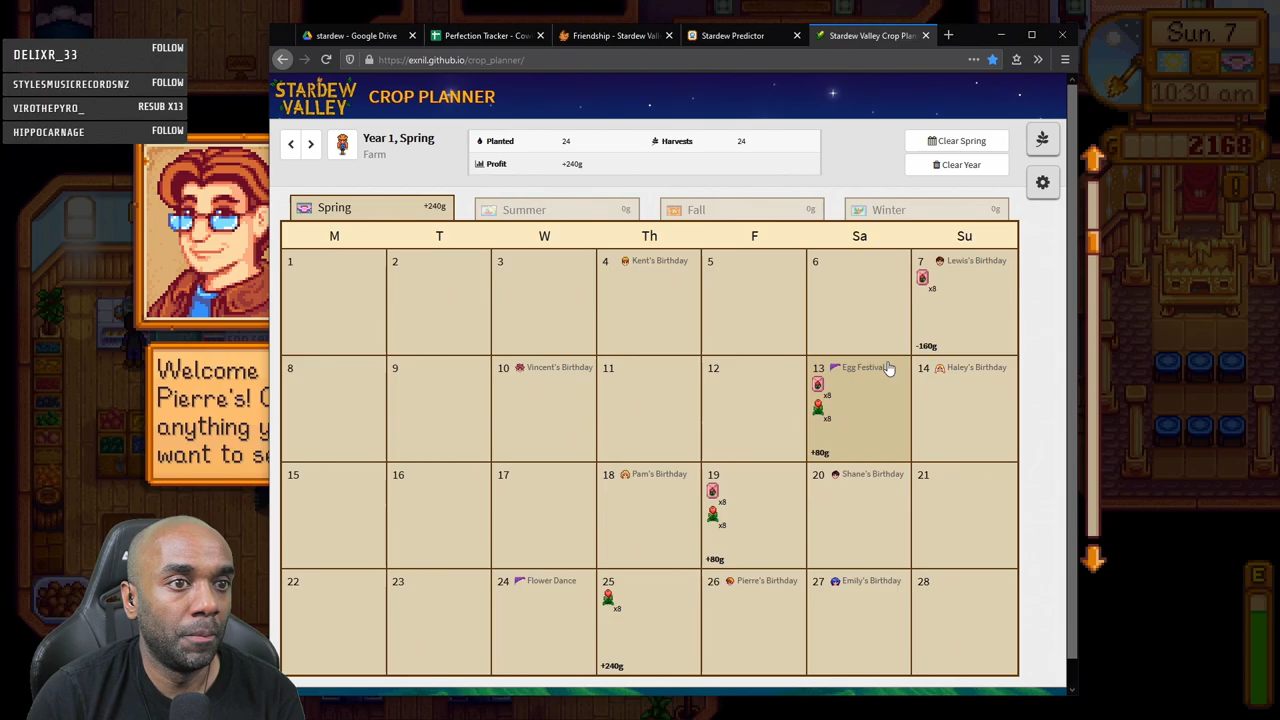 DELIXR_33 FOLLOW
STYLESMUSICRECORDSNZ FOLLOW
VIROTHEPYRO_ RESUB X13
HIPPOCARNAGE FOLLOW
stardew - Google Drive
Perfection Tracker - Cow
Friendship - Stardew Val
Stardew Predictor
Stardew Valley Crop Plan
https://exnil.github.io/crop_planner/
STARDEW
VALLEY
CROP PLANNER
Year 1, Spring
Farm
Planted 24 Harvests 24
Profit +240g
Clear Spring
Clear Year
Spring +240g
Summer 0g
Fall 0g
Winter 0g
M T W Th F Sa Su
1 2 3 4 Kent's Birthday 5 6 7 Lewis's Birthday
x8
-160g
8 9 10 Vincent's Birthday 11 12 13 Egg Festival 14 Haley's Birthday
x8
x8
+80g
15 16 17 18 Pam's Birthday 19 20 Shane's Birthday 21
x8
x8
+80g
22 23 24 Flower Dance 25 26 Pierre's Birthday 27 Emily's Birthday 28
x8
+240g
Welcome
Pierre's!
anything y
want to se
Sun. 7
10:30 am
2168
E